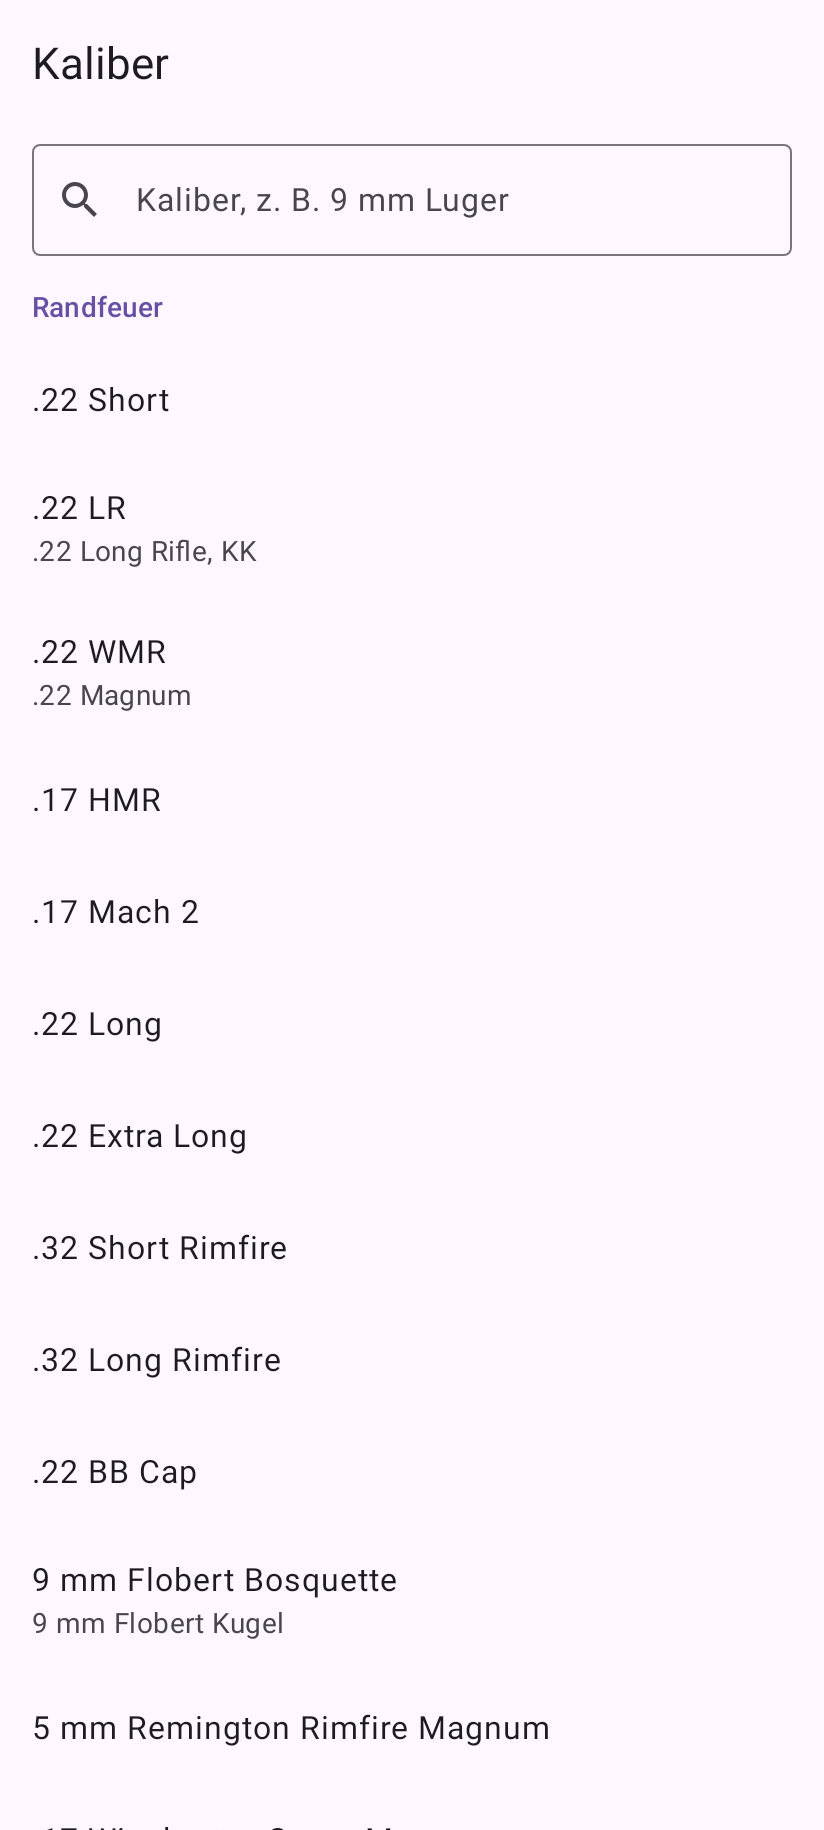 Kaliber
Kaliber, z. B. 9 mm Luger
Randfeuer
.22 Short
.22 LR
.22 Long Rifle, KK
.22 WMR
.22 Magnum
.17 HMR
.17 Mach 2
.22 Long
.22 Extra Long
.32 Short Rimfire
.32 Long Rimfire
.22 BB Cap
9 mm Flobert Bosquette
9 mm Flobert Kugel
5 mm Remington Rimfire Magnum